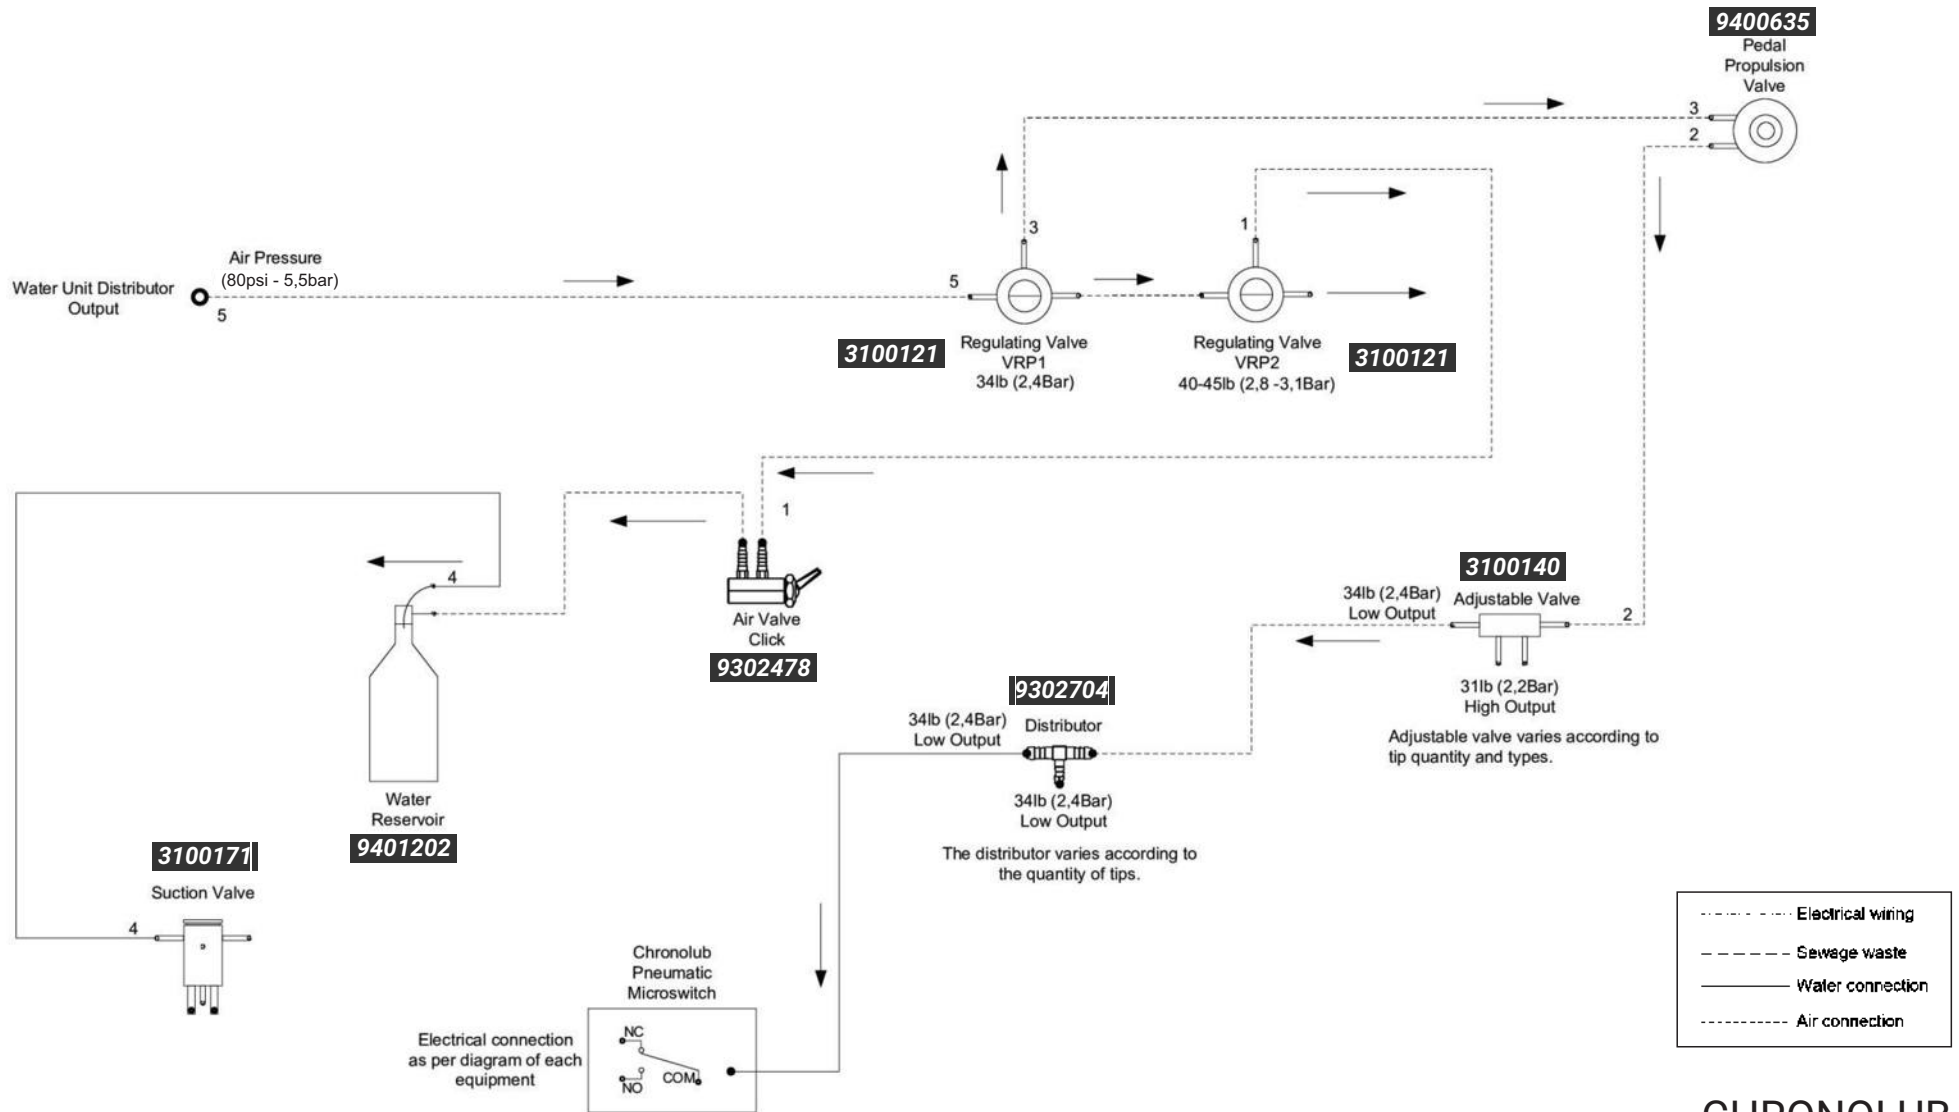 9400635
Pedal
Propulsion
Valve
3
2
3
1
Air Pressure
(80psi - 5,5bar)
Water Unit Distributor
Output
5
5
3100121
Regulating Valve
VRP1
34lb (2,4Bar)
Regulating Valve
VRP2
40-45lb (2,8 -3,1Bar)
3100121
1
4
Air Valve
Click
9302478
3100140
34lb (2,4Bar)
Low Output
Adjustable Valve
2
31lb (2,2Bar)
High Output
Adjustable valve varies according to
tip quantity and types.
9302704
34lb (2,4Bar)
Low Output
Distributor
34lb (2,4Bar)
Low Output
The distributor varies according to
the quantity of tips.
Water
Reservoir
9401202
3100171
Suction Valve
4
Chronolub
Pneumatic
Microswitch
Electrical connection
as per diagram of each
equipment
NC
NO
COM
Electrical wiring
Sewage waste
Water connection
Air connection
CHRONOLUB